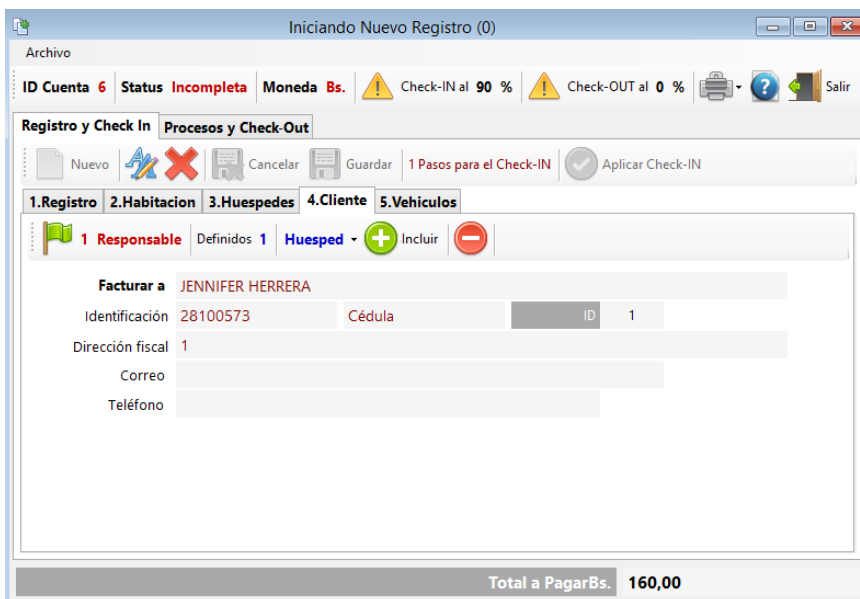 Iniciando Nuevo Registro (0)
Archivo
ID Cuenta 6 Status Incompleta Moneda Bs. Check-IN al 90 % Check-OUT al 0 % Salir
Registro y Check In Procesos y Check-Out
Nuevo Cancelar Guardar 1 Pasos para el Check-IN Aplicar Check-IN
1.Registro 2.Habitacion 3.Huespedes 4.Cliente 5.Vehiculos
1 Responsable Definidos 1 Huesped Incluir
Facturar a JENNIFER HERRERA
Identificación 28100573 Cédula ID 1
Dirección fiscal 1
Correo
Teléfono
Total a PagarBs. 160,00